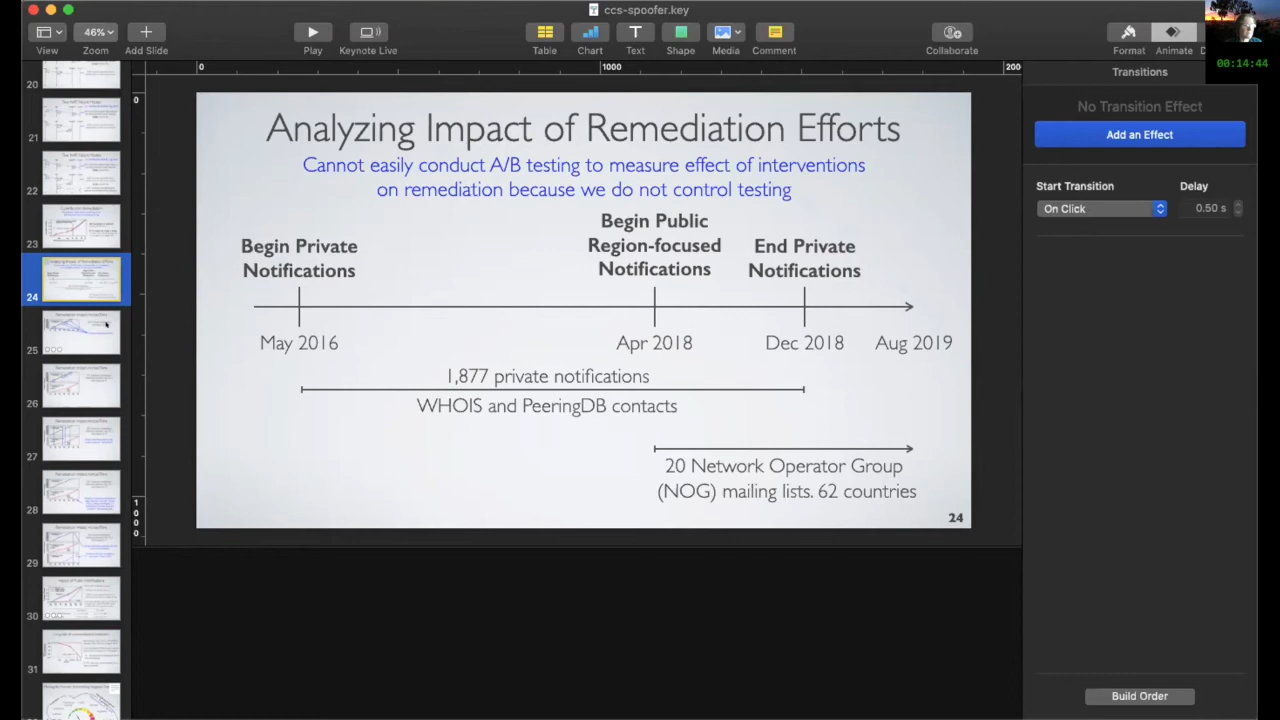 ccs-spoofer.key
46%
View
Zoom
Add Slide
Play
Keynote Live
Table
Chart
Text
Shape
Media
Comment
Collaborate
Format
Animate
00:14:44
0
1000
200
Transitions
No Transition Effect
Add an Effect
Start Transition
Delay
On Click
0.50 s
Build Order
20
21
22
23
24
25
26
27
28
29
30
31
0
1
0
0
0
Analyzing Impact of Remediation Efforts
Cannot easily conduct A/B testing to measure effect of interventions
on remediation because we do not control testing
Begin Private
Notifications
Begin Public
Region-focused
Notifications
End Private
Notifications
May 2016
Apr 2018
Dec 2018
Aug 2019
1,877 private notifications
WHOIS and PeeringDB contacts
20 Network Operator Group
(NOG) mailing lists. 62 countries
24